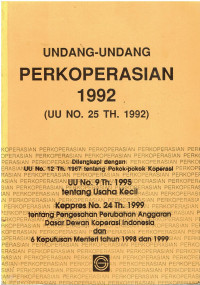 UNDANG-UNDANG
PERKOPERASIAN
1992
(UU NO. 25 TH. 1992)
Dilengkapi dengan:
UU No. 12 Th. 1967 tentang Pokok-pokok Koperasi
UU No. 9 Th. 1995
tentang Usaha Kecil
Keppres No. 24 Th. 1999
tentang Pengesahan Perubahan Anggaran
Dasar Dewan Koperasi Indonesia
dan
6 Keputusan Menteri tahun 1998 dan 1999